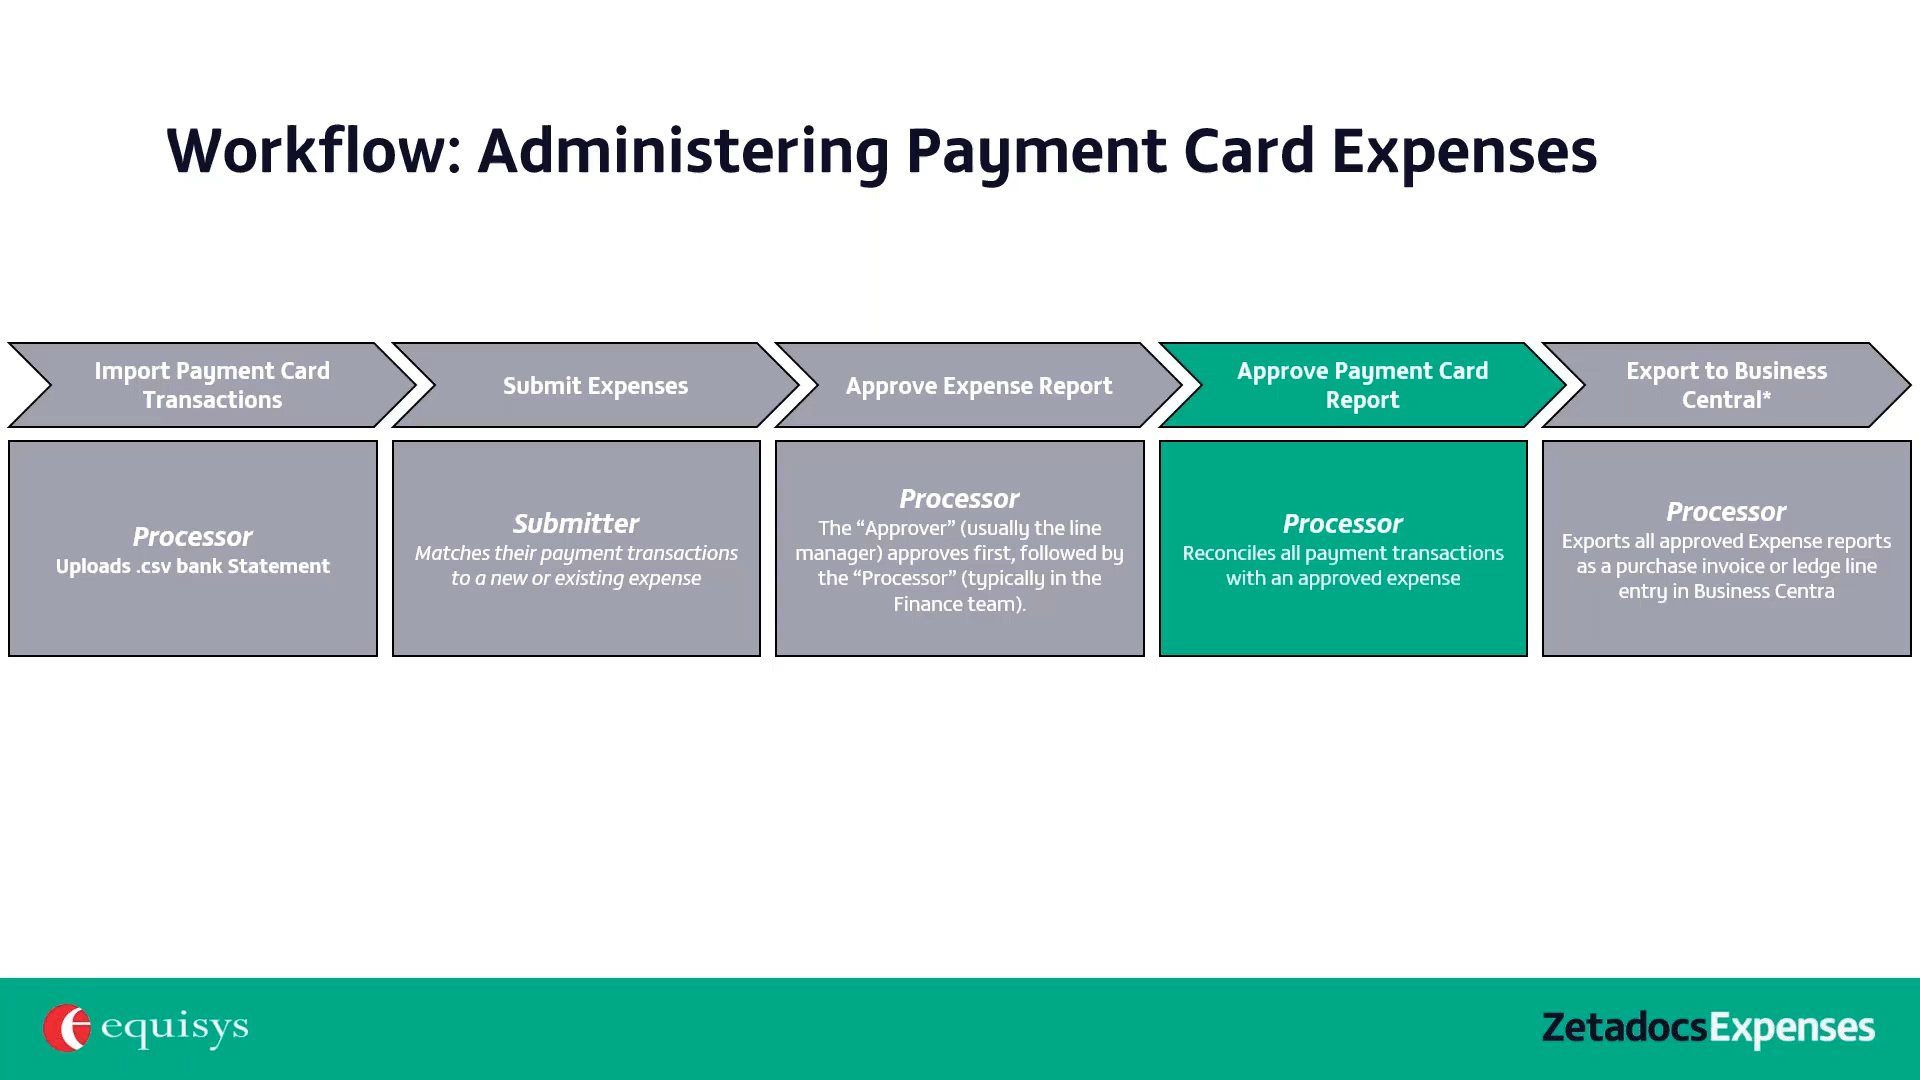 Workflow: Administering Payment Card Expenses
Import Payment Card
Transactions
Submit Expenses
Approve Expense Report
Approve Payment Card
Report
Export to Business
Central*
Processor
Uploads .csv bank Statement
Submitter
Matches their payment transactions
to a new or existing expense
Processor
The “Approver” (usually the line
manager) approves first, followed by
the “Processor” (typically in the
Finance team).
Processor
Reconciles all payment transactions
with an approved expense
Processor
Exports all approved Expense reports
as a purchase invoice or ledge line
entry in Business Centra
equisys
ZetadocsExpenses